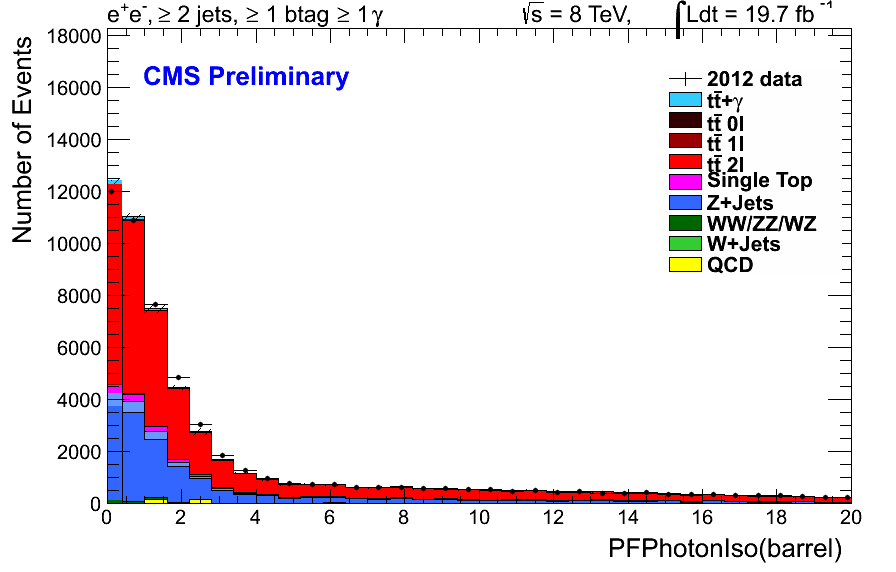 e+e-, ≥ 2 jets, ≥ 1 btag ≥ 1 γ √s = 8 TeV, ∫Ldt = 19.7 fb-1
CMS Preliminary
2012 data
tt̄+γ
tt̄ 0l
tt̄ 1l
tt̄ 2l
Single Top
Z+Jets
WW/ZZ/WZ
W+Jets
QCD
Number of Events
18000
16000
14000
12000
10000
8000
6000
4000
2000
0
0 2 4 6 8 10 12 14 16 18 20
PFPhotonIso(barrel)